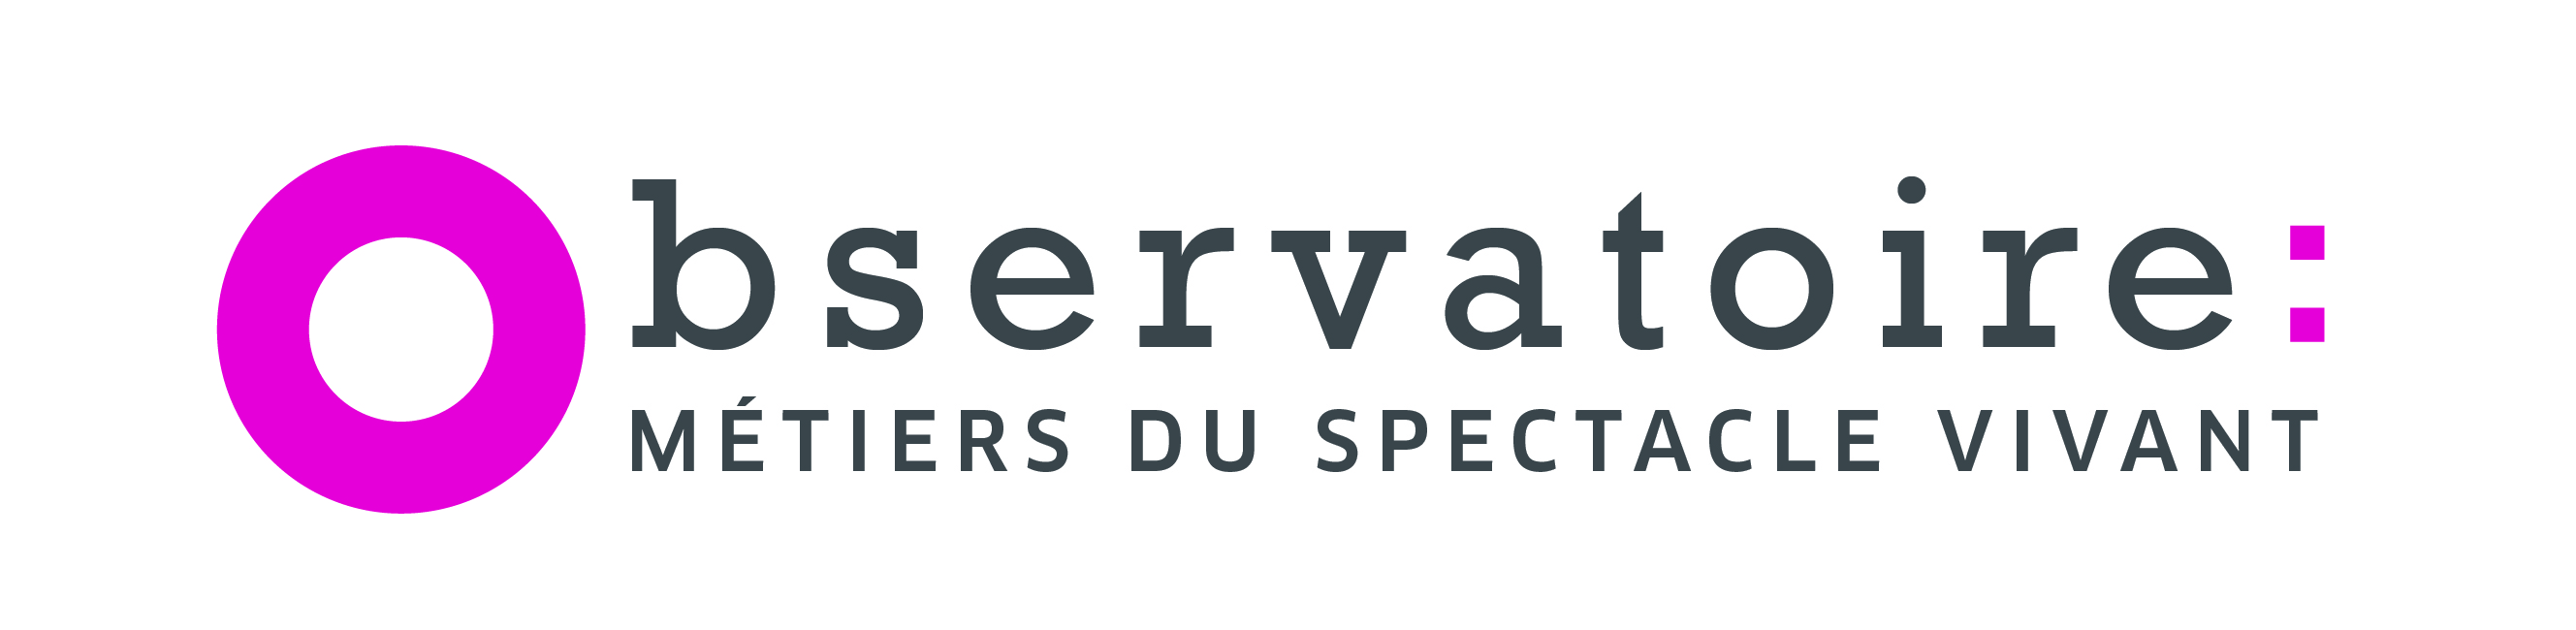 Observatoire:
MÉTIERS DU SPECTACLE VIVANT